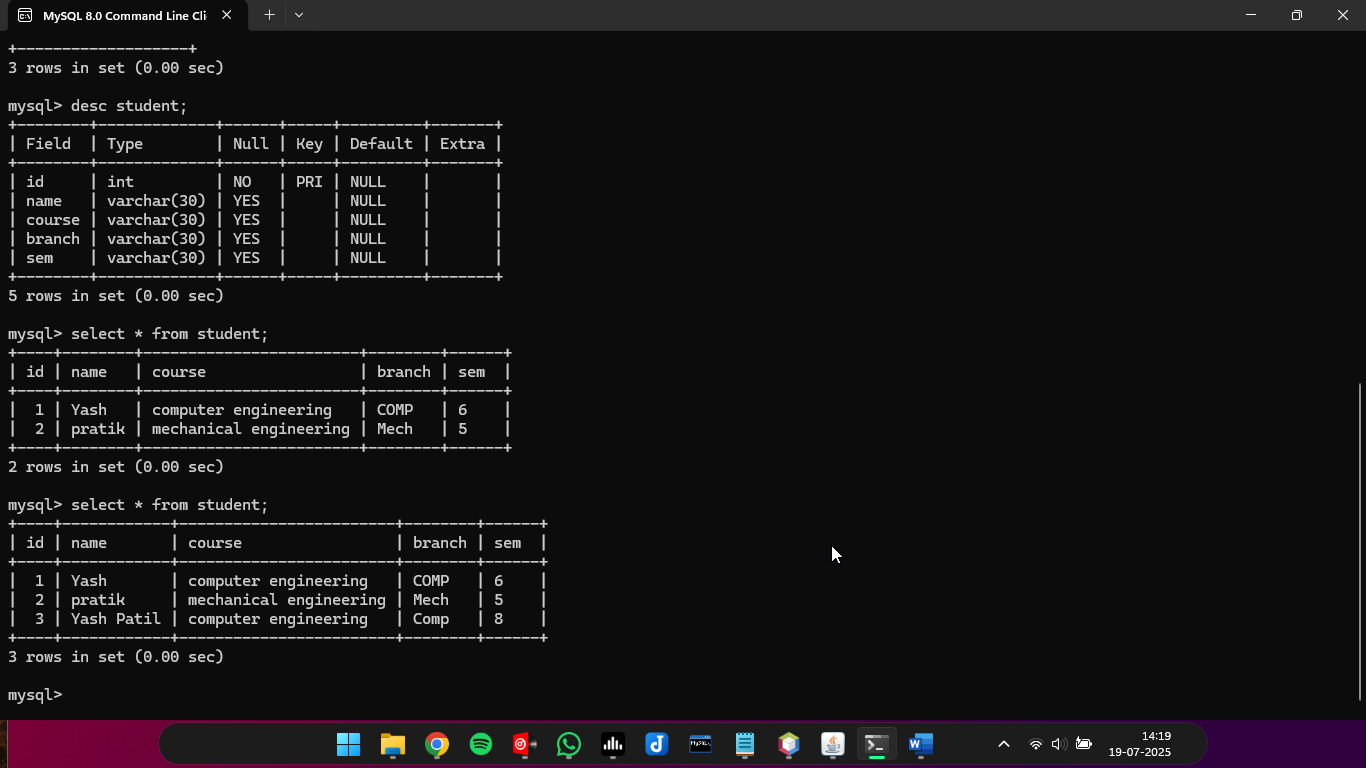 MySQL 8.0 Command Line Cli
+--------------------+
3 rows in set (0.00 sec)
mysql> desc student;
+--------+-------------+------+-----+---------+-------+
| Field  | Type        | Null | Key | Default | Extra |
+--------+-------------+------+-----+---------+-------+
| id     | int         | NO   | PRI | NULL    |       |
| name   | varchar(30) | YES  |     | NULL    |       |
| course | varchar(30) | YES  |     | NULL    |       |
| branch | varchar(30) | YES  |     | NULL    |       |
| sem    | varchar(30) | YES  |     | NULL    |       |
+--------+-------------+------+-----+---------+-------+
5 rows in set (0.00 sec)
mysql> select * from student;
+----+--------+------------------------+--------+------+
| id | name   | course                 | branch | sem  |
+----+--------+------------------------+--------+------+
|  1 | Yash   | computer engineering   | COMP   | 6    |
|  2 | pratik | mechanical engineering | Mech   | 5    |
+----+--------+------------------------+--------+------+
2 rows in set (0.00 sec)
mysql> select * from student;
+----+------------+------------------------+--------+------+
| id | name       | course                 | branch | sem  |
+----+------------+------------------------+--------+------+
|  1 | Yash       | computer engineering   | COMP   | 6    |
|  2 | pratik     | mechanical engineering | Mech   | 5    |
|  3 | Yash Patil | computer engineering   | Comp   | 8    |
+----+------------+------------------------+--------+------+
3 rows in set (0.00 sec)
mysql>
MySQL
14:19
19-07-2025